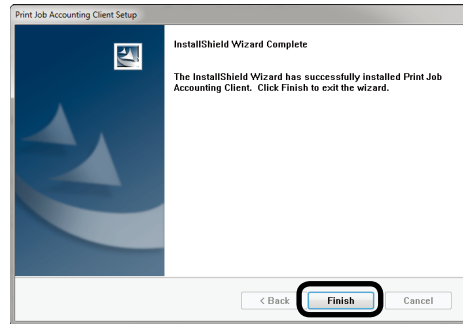 Print Job Accounting Client Setup
InstallShield Wizard Complete
The InstallShield Wizard has successfully installed Print Job
Accounting Client. Click Finish to exit the wizard.
< Back Finish Cancel